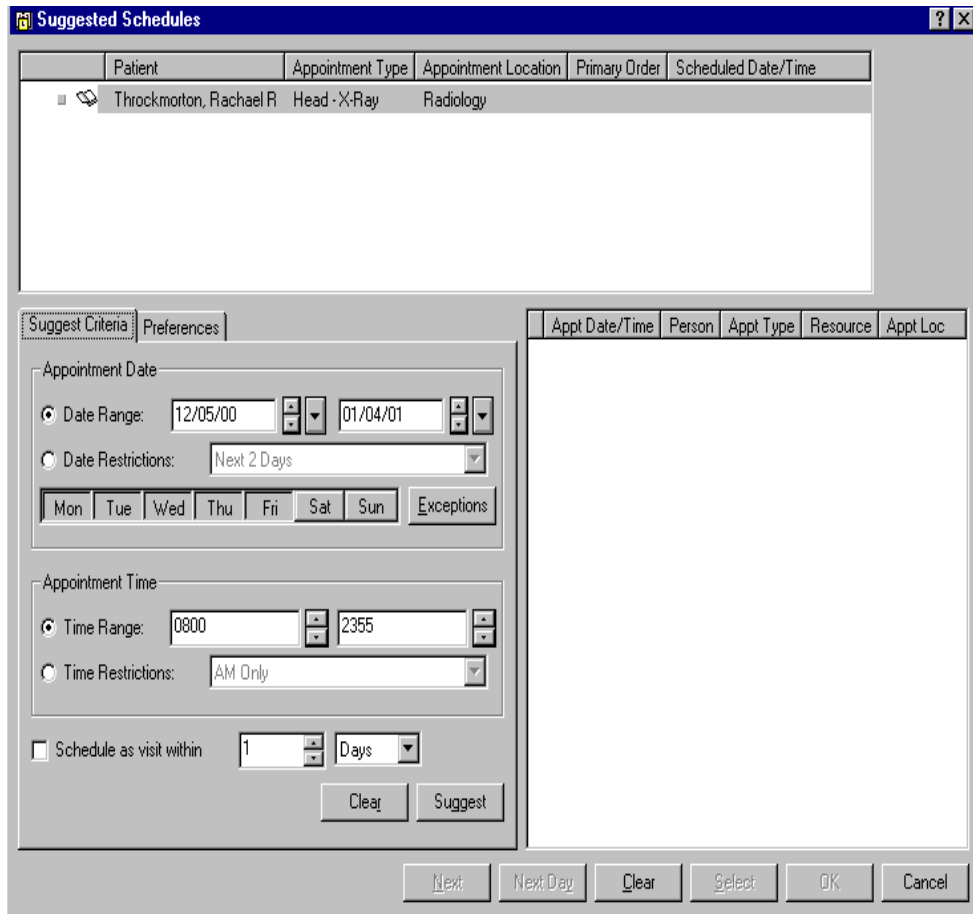 Suggested Schedules
Patient Appointment Type Appointment Location Primary Order Scheduled Date/Time
Throckmorton, Rachael R Head - X-Ray Radiology
Suggest Criteria Preferences
Appointment Date
Date Range: 12/05/00 01/04/01
Date Restrictions: Next 2 Days
Mon Tue Wed Thu Fri Sat Sun Exceptions
Appointment Time
Time Range: 0800 2355
Time Restrictions: AM Only
Schedule as visit within 1 Days
Clear Suggest
Appt Date/Time Person Appt Type Resource Appt Loc
Next Next Day Clear Select OK Cancel